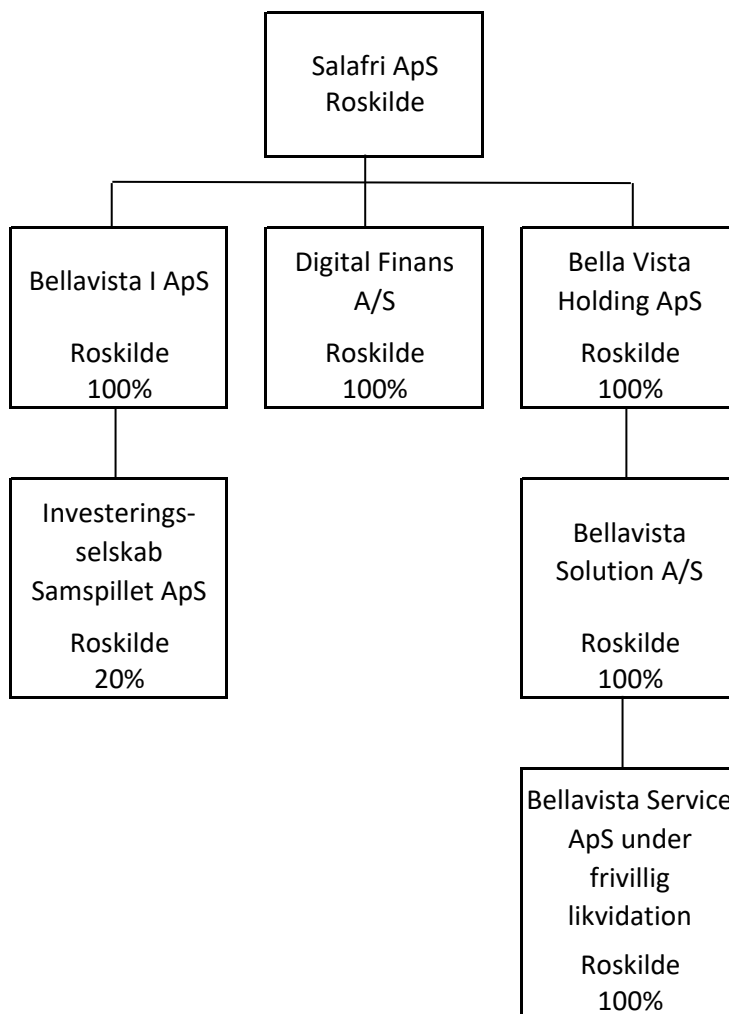 Salafri ApS
Roskilde
Bellavista I ApS
Roskilde
100%
Digital Finans
A/S
Roskilde
100%
Bella Vista
Holding ApS
Roskilde
100%
Investerings-
selskab
Samspillet ApS
Roskilde
20%
Bellavista
Solution A/S
Roskilde
100%
Bellavista Service
ApS under
frivillig
likvidation
Roskilde
100%